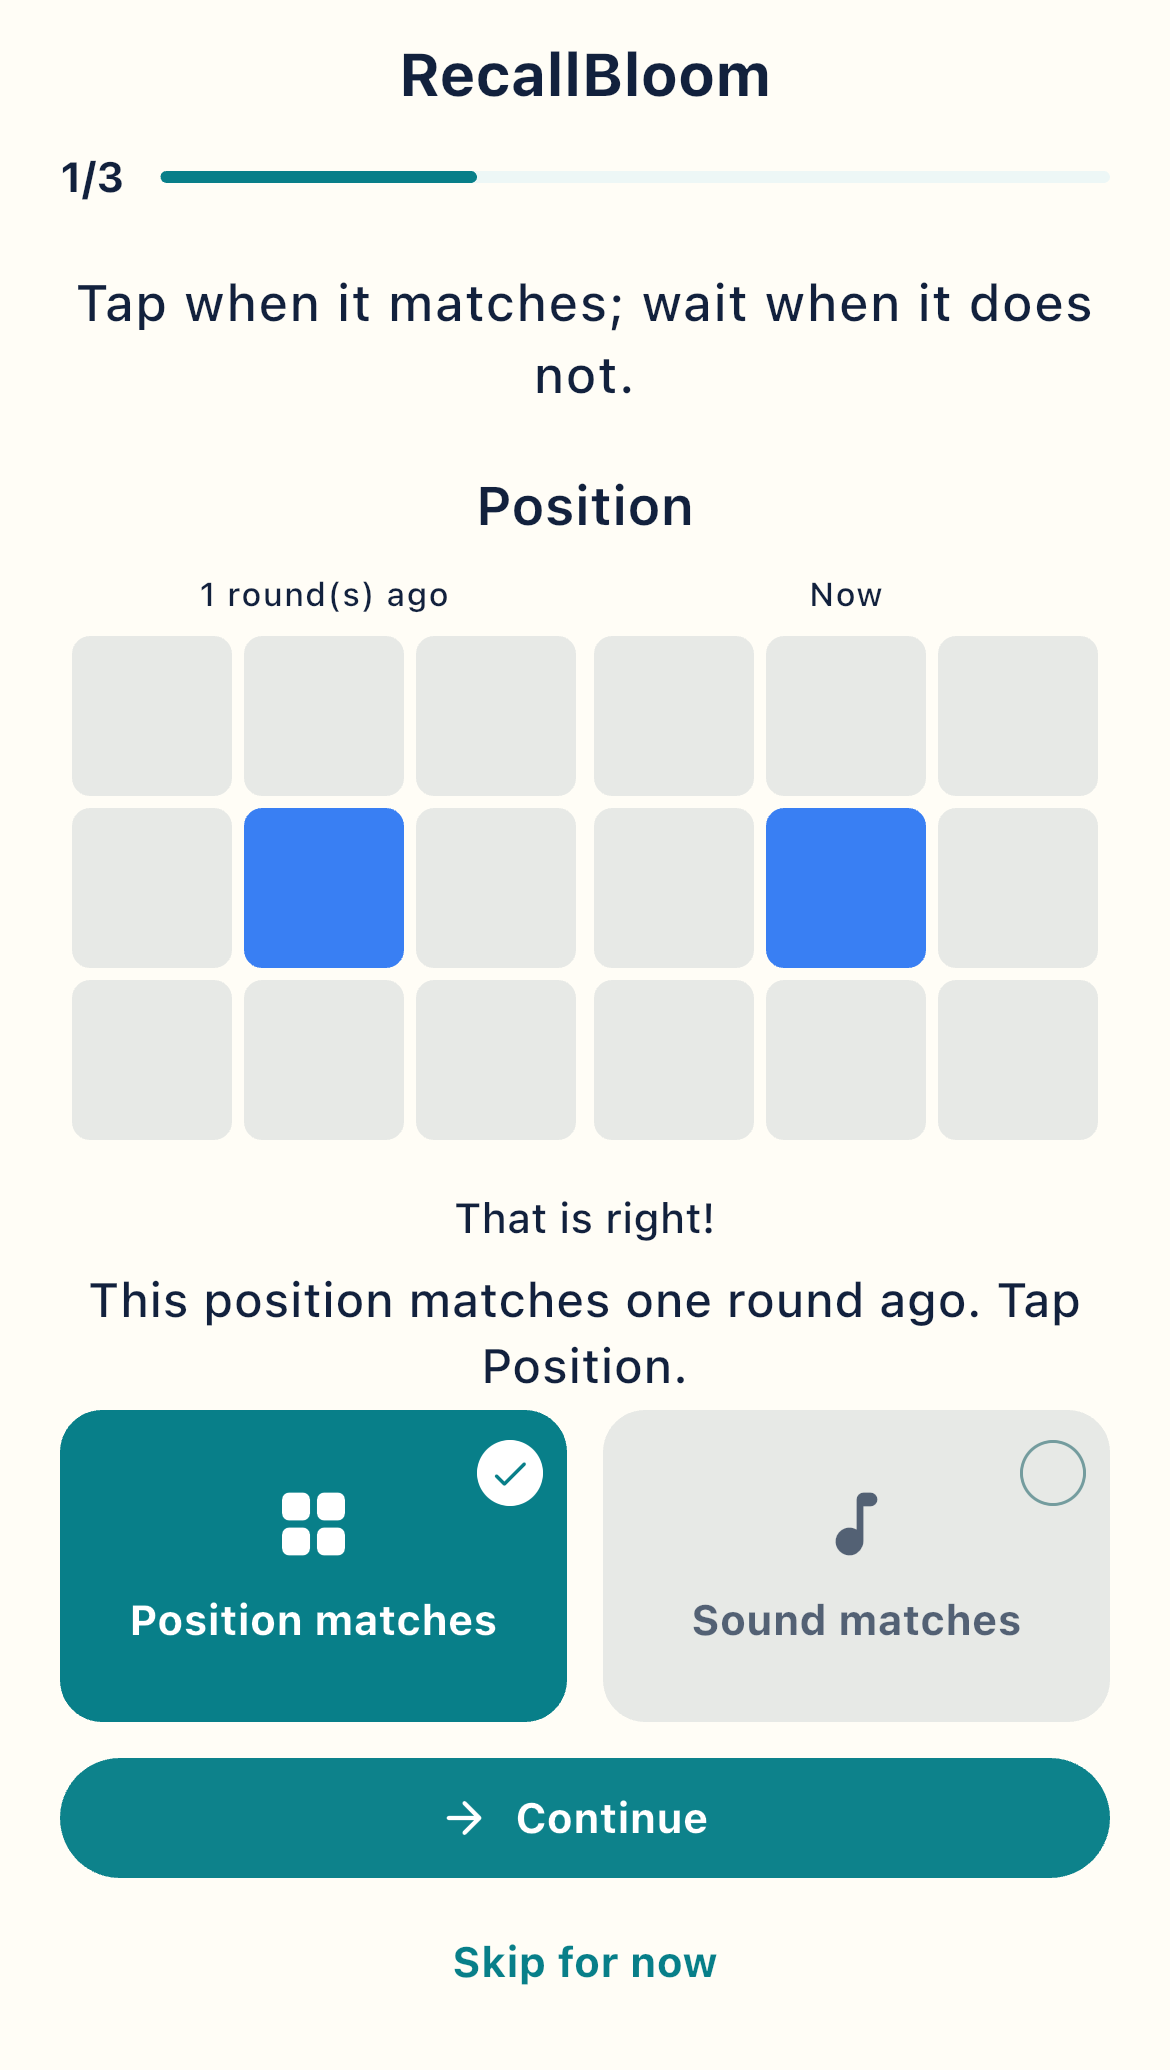 RecallBloom
1/3
Tap when it matches; wait when it does
not.
Position
1 round(s) ago
Now
That is right!
This position matches one round ago. Tap
Position.
Position matches
Sound matches
Continue
Skip for now